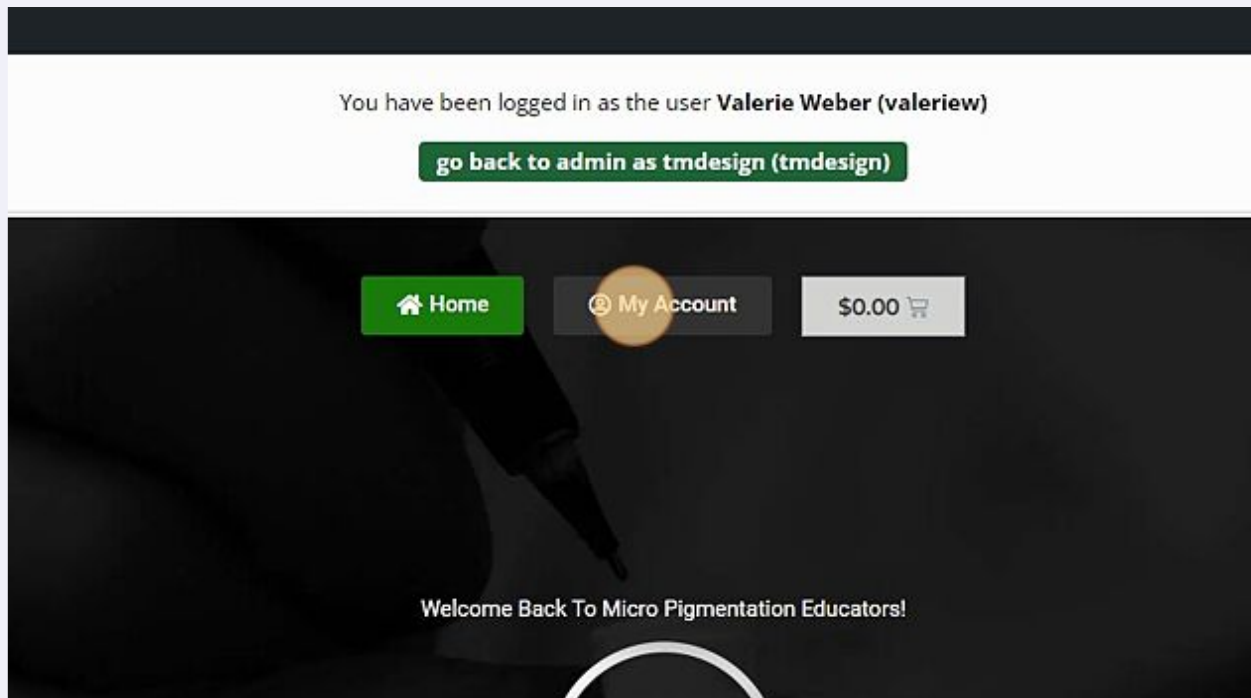 You have been logged in as the user Valerie Weber (valeriew)
go back to admin as tmdesign (tmdesign)
Home
My Account
$0.00
Welcome Back To Micro Pigmentation Educators!